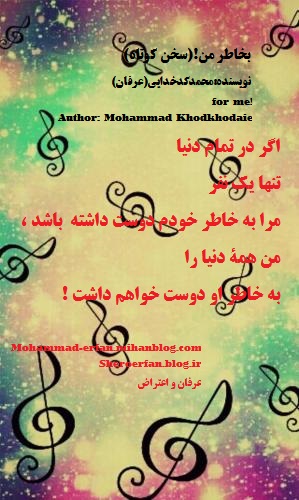 بخاطر من!(سخن کوتاه)
نویسنده:محمدکدخدایی(عرفان)
for me!
Author: Mohammad Khodkhodaie
اگر در تمام دنیا
تنها یک نفر
مرا به خاطر خودم دوست داشته باشد ،
من همهٔ دنیا را
به خاطر او دوست خواهم داشت !
Mohammad-erfan.mihanblog.com
Sheroerfan.blog.ir
عرفان و اعتراض